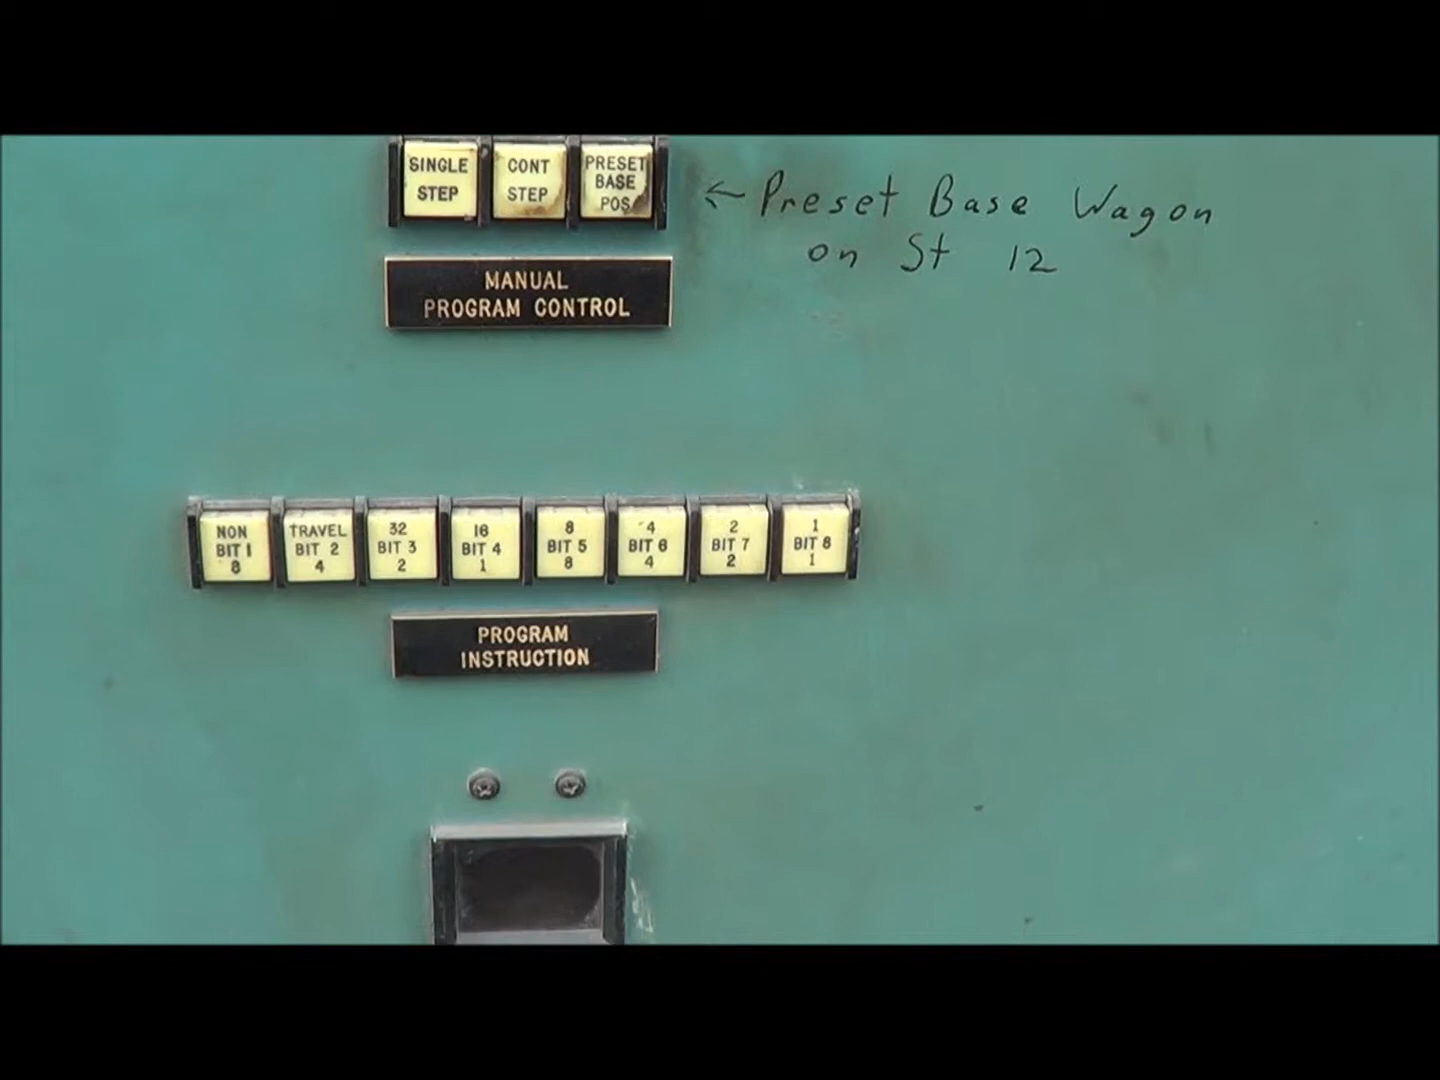 SINGLE
STEP
CONT
STEP
PRESET
BASE
POS
← Preset Base Wagon
on St 12
MANUAL
PROGRAM CONTROL
NON
BIT 1
8
TRAVEL
BIT 2
4
32
BIT 3
2
16
BIT 4
1
8
BIT 5
8
4
BIT 6
4
2
BIT 7
2
1
BIT 8
1
PROGRAM
INSTRUCTION